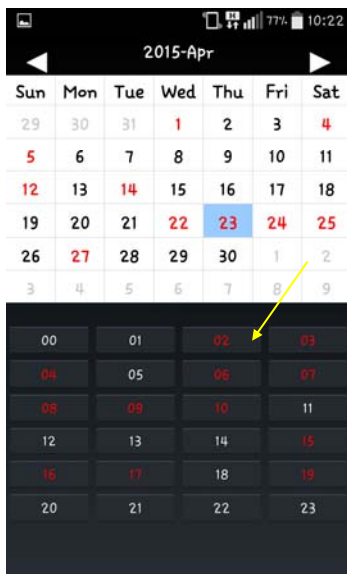 77% 10:22
2015-Apr
Sun Mon Tue Wed Thu Fri Sat
29 30 31 1 2 3 4
5 6 7 8 9 10 11
12 13 14 15 16 17 18
19 20 21 22 23 24 25
26 27 28 29 30 1 2
3 4 5 6 7 8 9
00 01 02 03
04 05 06 07
08 09 10 11
12 13 14 15
16 17 18 19
20 21 22 23